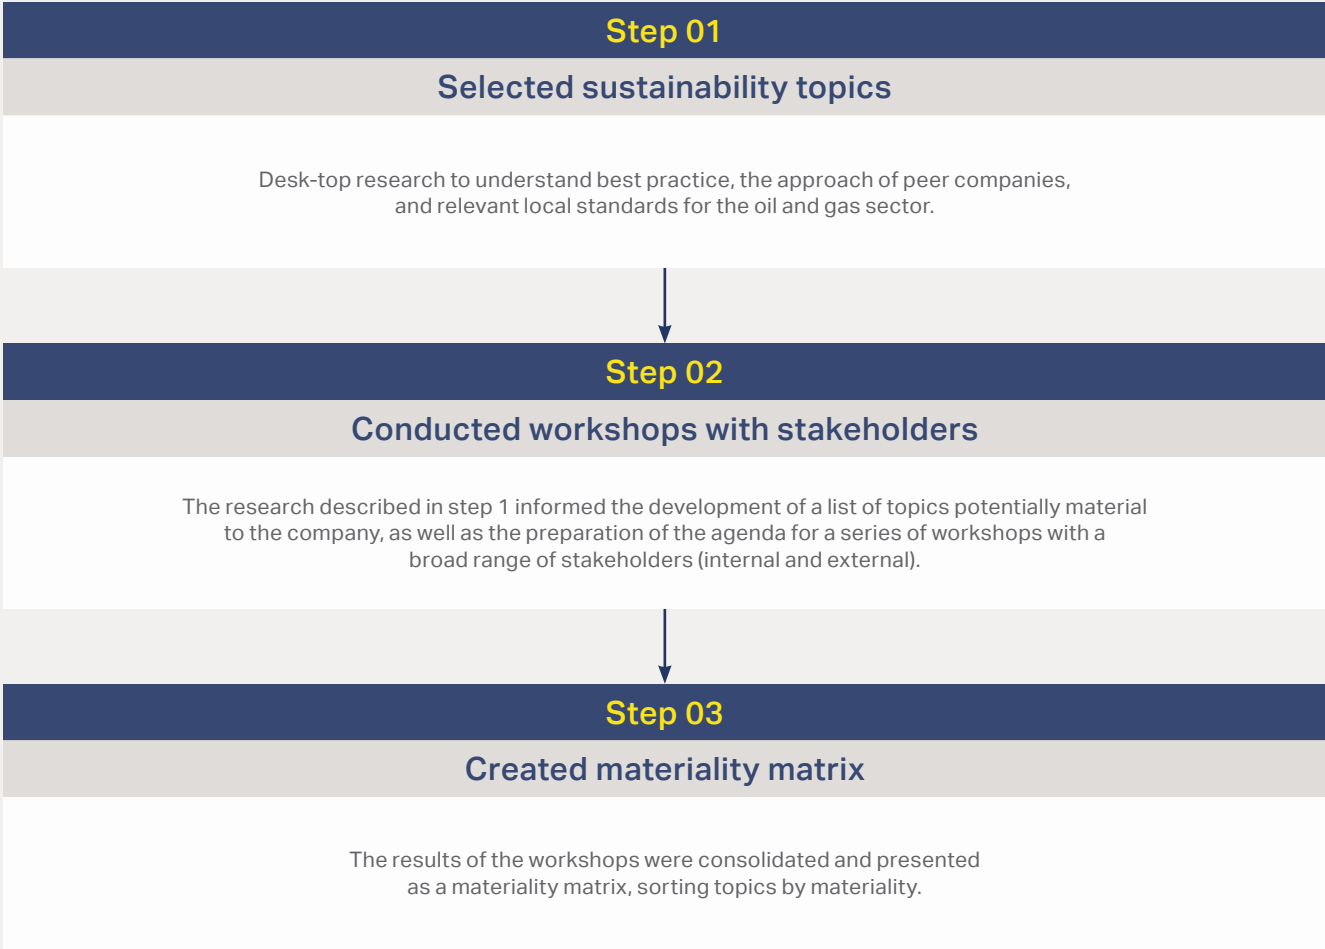 Step 01
Selected sustainability topics
Desk-top research to understand best practice, the approach of peer companies,
and relevant local standards for the oil and gas sector.
Step 02
Conducted workshops with stakeholders
The research described in step 1 informed the development of a list of topics potentially material
to the company, as well as the preparation of the agenda for a series of workshops with a
broad range of stakeholders (internal and external).
Step 03
Created materiality matrix
The results of the workshops were consolidated and presented
as a materiality matrix, sorting topics by materiality.